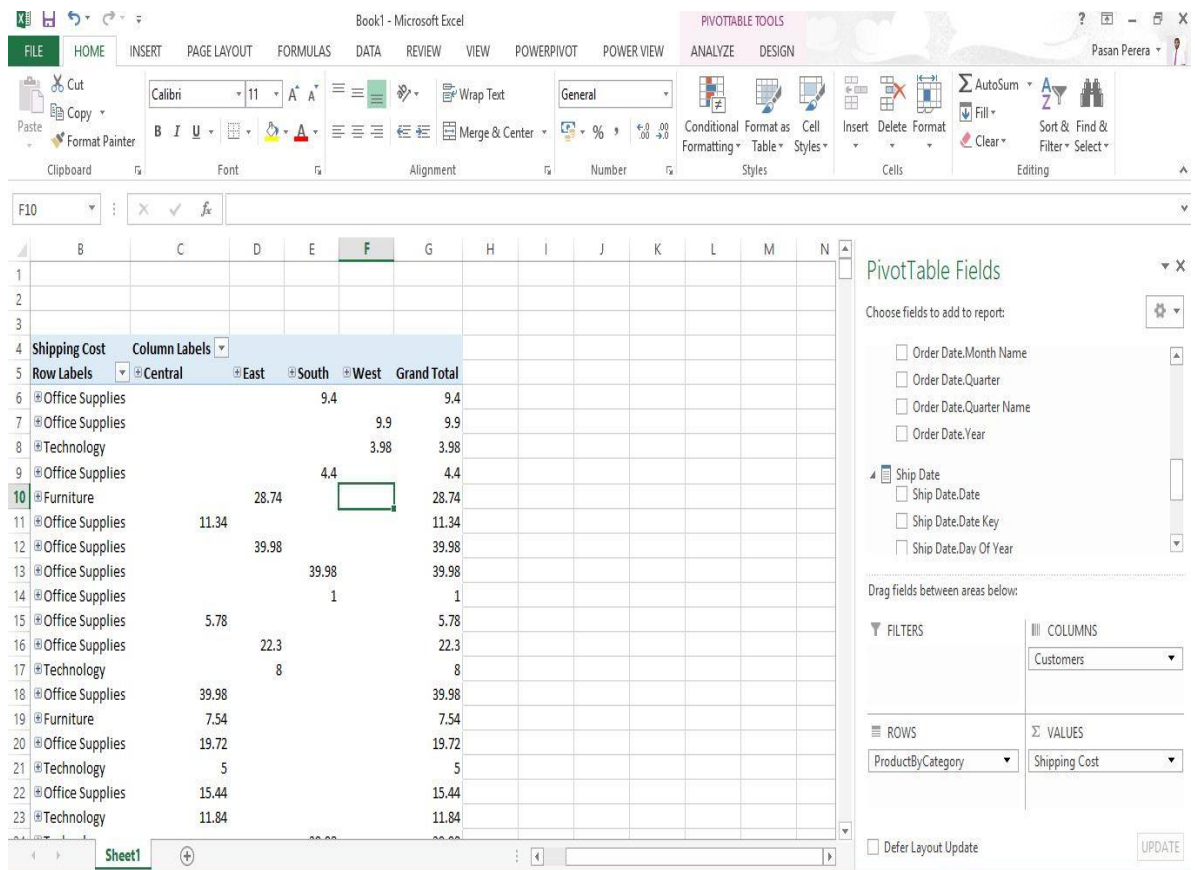 Book1 - Microsoft Excel
PIVOTTABLE TOOLS
?
FILE HOME INSERT PAGE LAYOUT FORMULAS DATA REVIEW VIEW POWERPIVOT POWER VIEW ANALYZE DESIGN Pasan Perera
Paste
Cut
Copy
Format Painter
Clipboard
Calibri 11 A A
B I U A
Font
Wrap Text
Merge & Center
Alignment
General
% ,
Number
Conditional Formatting
Format as Table
Cell Styles
Styles
Insert Delete Format
Cells
AutoSum
Fill
Clear
Sort & Filter
Find & Select
Editing
F10 fx
B C D E F G H I J K L M N
1
2
3
4 Shipping Cost Column Labels
5 Row Labels Central East South West Grand Total
6 Office Supplies 9.4 9.4
7 Office Supplies 9.9 9.9
8 Technology 3.98 3.98
9 Office Supplies 4.4 4.4
10 Furniture 28.74 28.74
11 Office Supplies 11.34 11.34
12 Office Supplies 39.98 39.98
13 Office Supplies 39.98 39.98
14 Office Supplies 1 1
15 Office Supplies 5.78 5.78
16 Office Supplies 22.3 22.3
17 Technology 8 8
18 Office Supplies 39.98 39.98
19 Furniture 7.54 7.54
20 Office Supplies 19.72 19.72
21 Technology 5 5
22 Office Supplies 15.44 15.44
23 Technology 11.84 11.84
Sheet1
PivotTable Fields
Choose fields to add to report:
Order Date.Month Name
Order Date.Quarter
Order Date.Quarter Name
Order Date.Year
Ship Date
Ship Date.Date
Ship Date.Date Key
Ship Date.Day Of Year
Drag fields between areas below:
FILTERS
COLUMNS
Customers
ROWS
ProductByCategory
Σ VALUES
Shipping Cost
Defer Layout Update
UPDATE